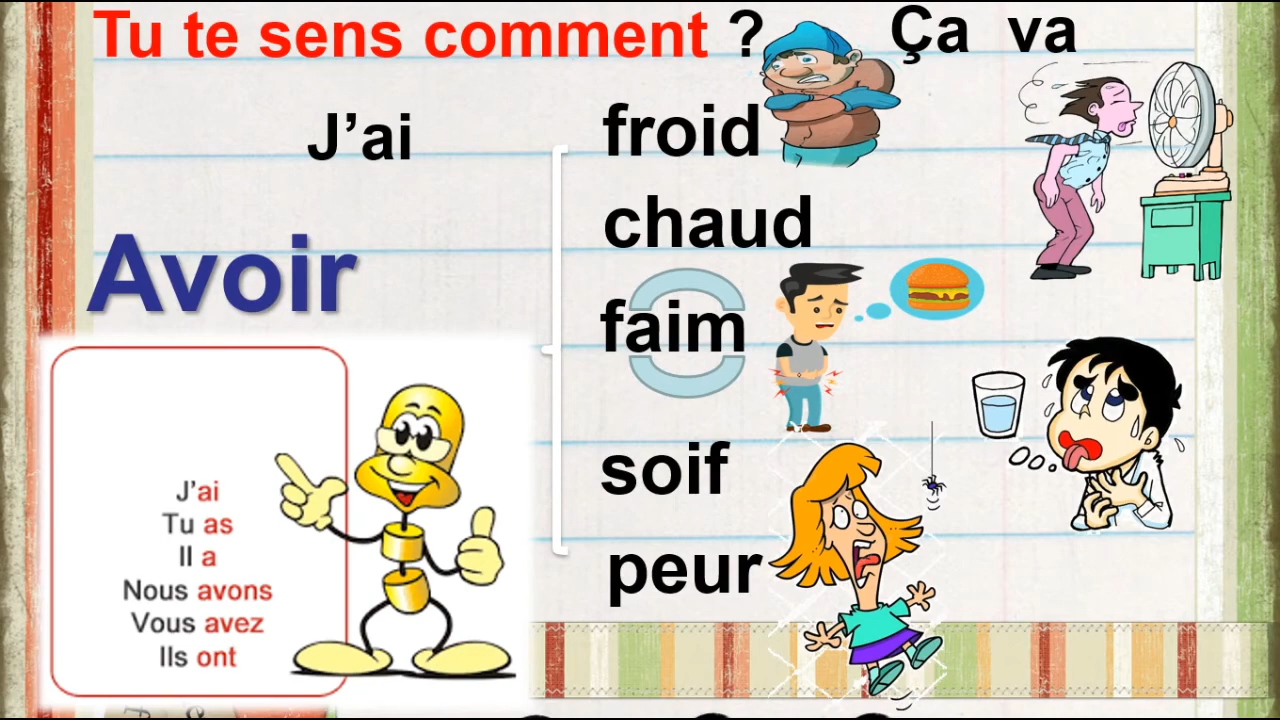 Tu te sens comment ? Ça va
J'ai
froid
chaud
Avoir
faim
soif
peur
J'ai
Tu as
Il a
Nous avons
Vous avez
Ils ont